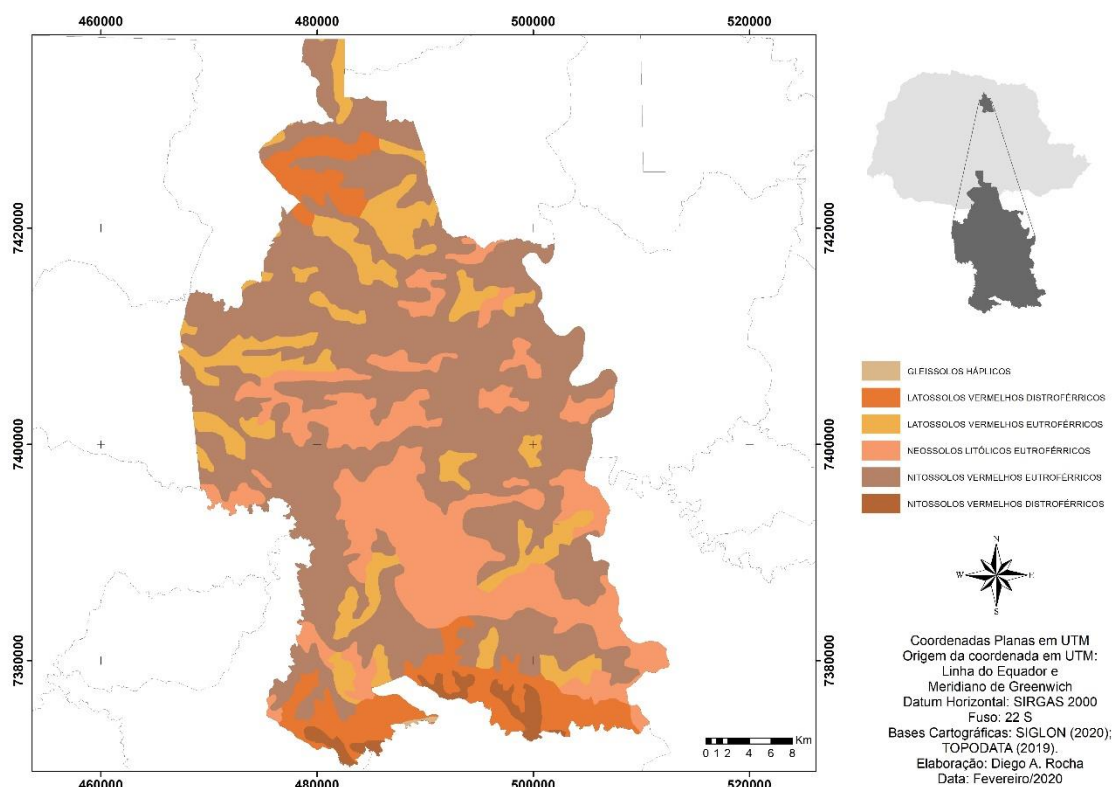 460000 480000 500000 520000
7420000
7400000
7380000
7420000
7400000
7380000
460000 480000 500000 520000
0 1 2 4 6 8 Km
GLEISSOLOS HÁPLICOS
LATOSSOLOS VERMELHOS DISTROFÉRRICOS
LATOSSOLOS VERMELHOS EUTROFÉRRICOS
NEOSSOLOS LITÓLICOS EUTROFÉRRICOS
NITOSSOLOS VERMELHOS EUTROFÉRRICOS
NITOSSOLOS VERMELHOS DISTROFÉRRICOS
N
W E
S
Coordenadas Planas em UTM
Origem da coordenada em UTM:
Linha do Equador e
Meridiano de Greenwich
Datum Horizontal: SIRGAS 2000
Fuso: 22 S
Bases Cartográficas: SIGLON (2020);
TOPODATA (2019).
Elaboração: Diego A. Rocha
Data: Fevereiro/2020